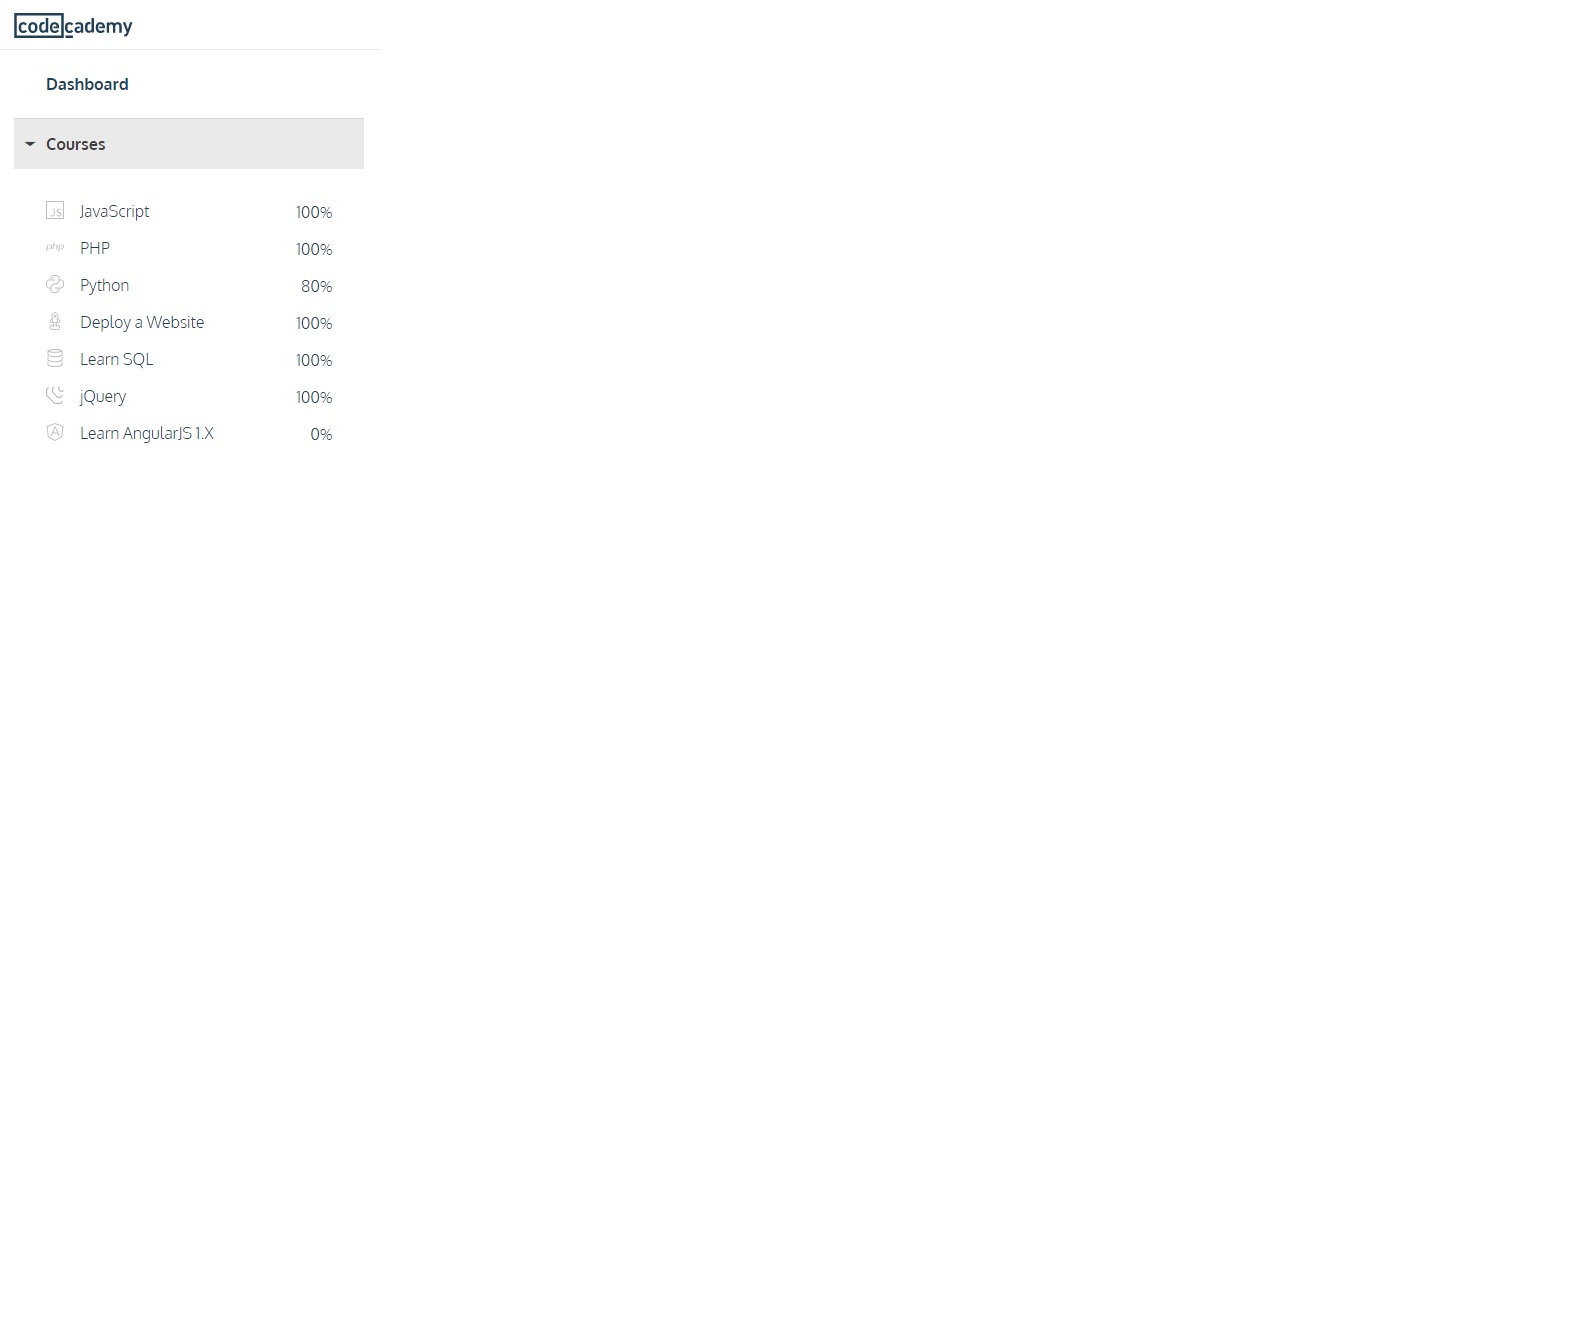 codecademy
Dashboard
Courses
JS JavaScript 100%
php PHP 100%
Python 80%
Deploy a Website 100%
Learn SQL 100%
jQuery 100%
A Learn AngularJS 1.X 0%